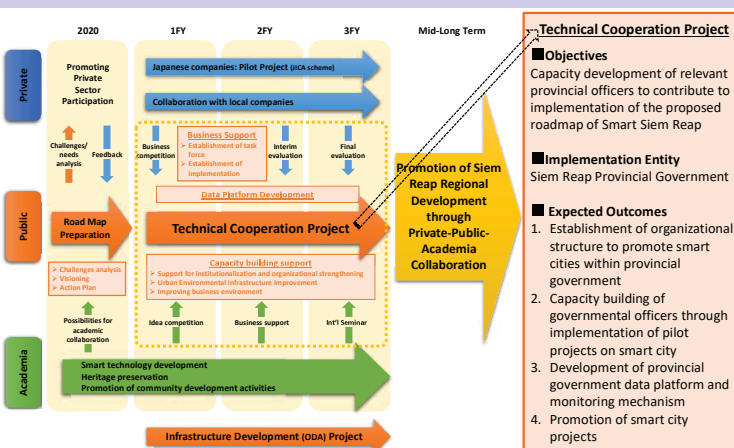 2020
1FY
2FY
3FY
Mid-Long Term
Private
Promoting
Private
Sector
Participation
Japanese companies: Pilot Project (JICA scheme)
Collaboration with local companies
Challenges/
needs
analysis
Feedback
Business
competition
Business Support
➢ Establishment of task
force
➢ Establishment of
implementation
Interim
evaluation
Final
evaluation
Data Platform Development
Public
Road Map
Preparation
Technical Cooperation Project
➢ Challenges analysis
➢ Visioning
➢ Action Plan
Capacity building support
➢ Support for institutionalization and organizational strengthening
➢ Urban Environmental Infrastructure Improvement
➢ Improving business environment
Promotion of Siem
Reap Regional
Development
through
Private-Public-
Academia
Collaboration
Academia
Possibilities for
academic
collaboration
Idea competition
Business support
Int'l Seminar
Smart technology development
Heritage preservation
Promotion of community development activities
Infrastructure Development (ODA) Project
Technical Cooperation Project
■Objectives
Capacity development of relevant
provincial officers to contribute to
implementation of the proposed
roadmap of Smart Siem Reap
■Implementation Entity
Siem Reap Provincial Government
■ Expected Outcomes
1. Establishment of organizational
structure to promote smart
cities within provincial
government
2. Capacity building of
governmental officers through
implementation of pilot
projects on smart city
3. Development of provincial
government data platform and
monitoring mechanism
4. Promotion of smart city
projects